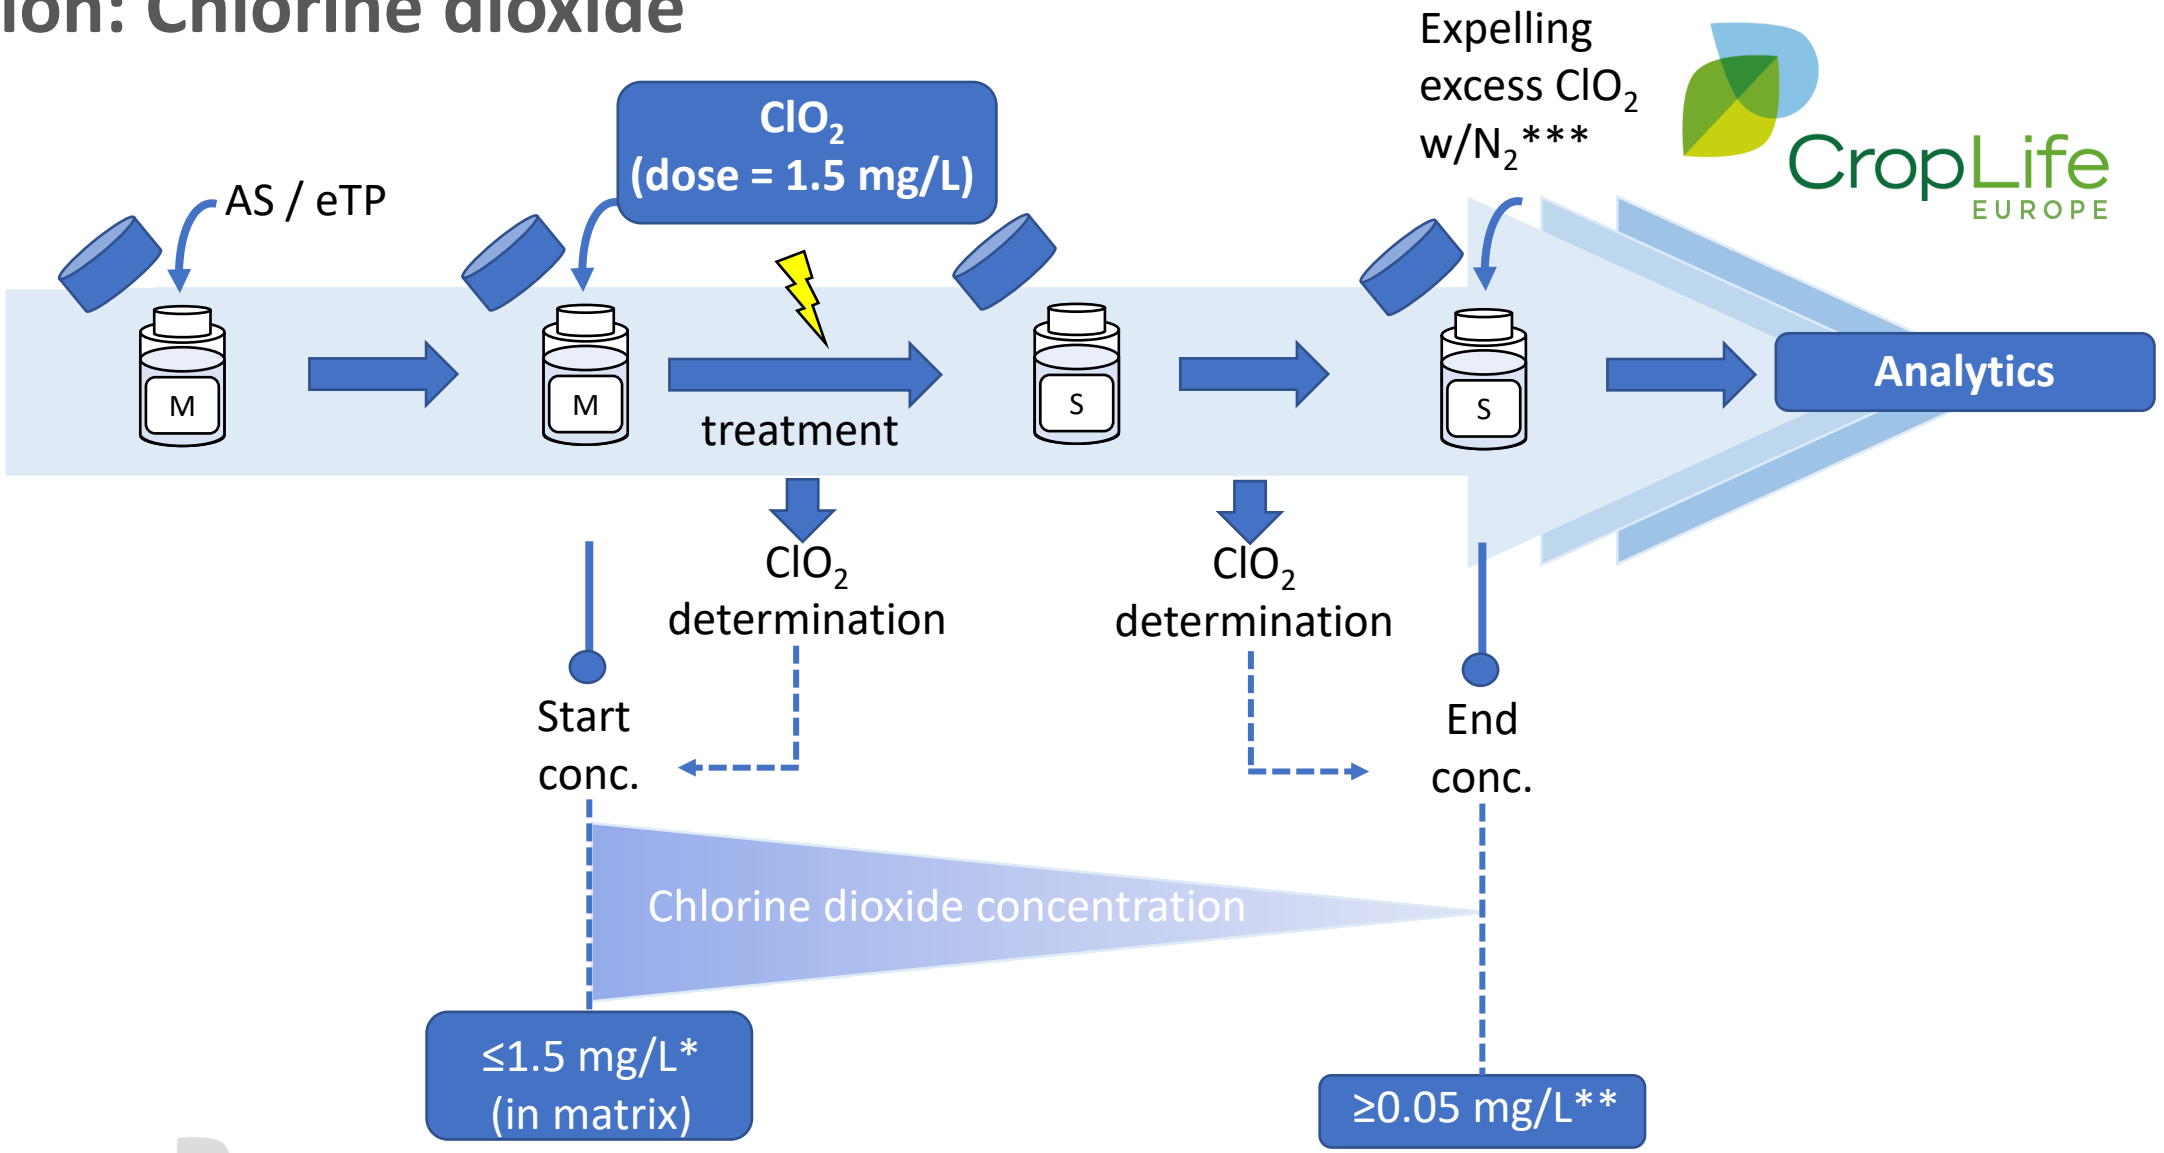 ion: Chlorine dioxide
Expelling
excess ClO₂
w/N₂***
CropLife
EUROPE
ClO₂
(dose = 1.5 mg/L)
AS / eTP
M
M
S
S
Analytics
treatment
ClO₂
determination
ClO₂
determination
Start
conc.
End
conc.
Chlorine dioxide concentration
≤1.5 mg/L*
(in matrix)
≥0.05 mg/L**